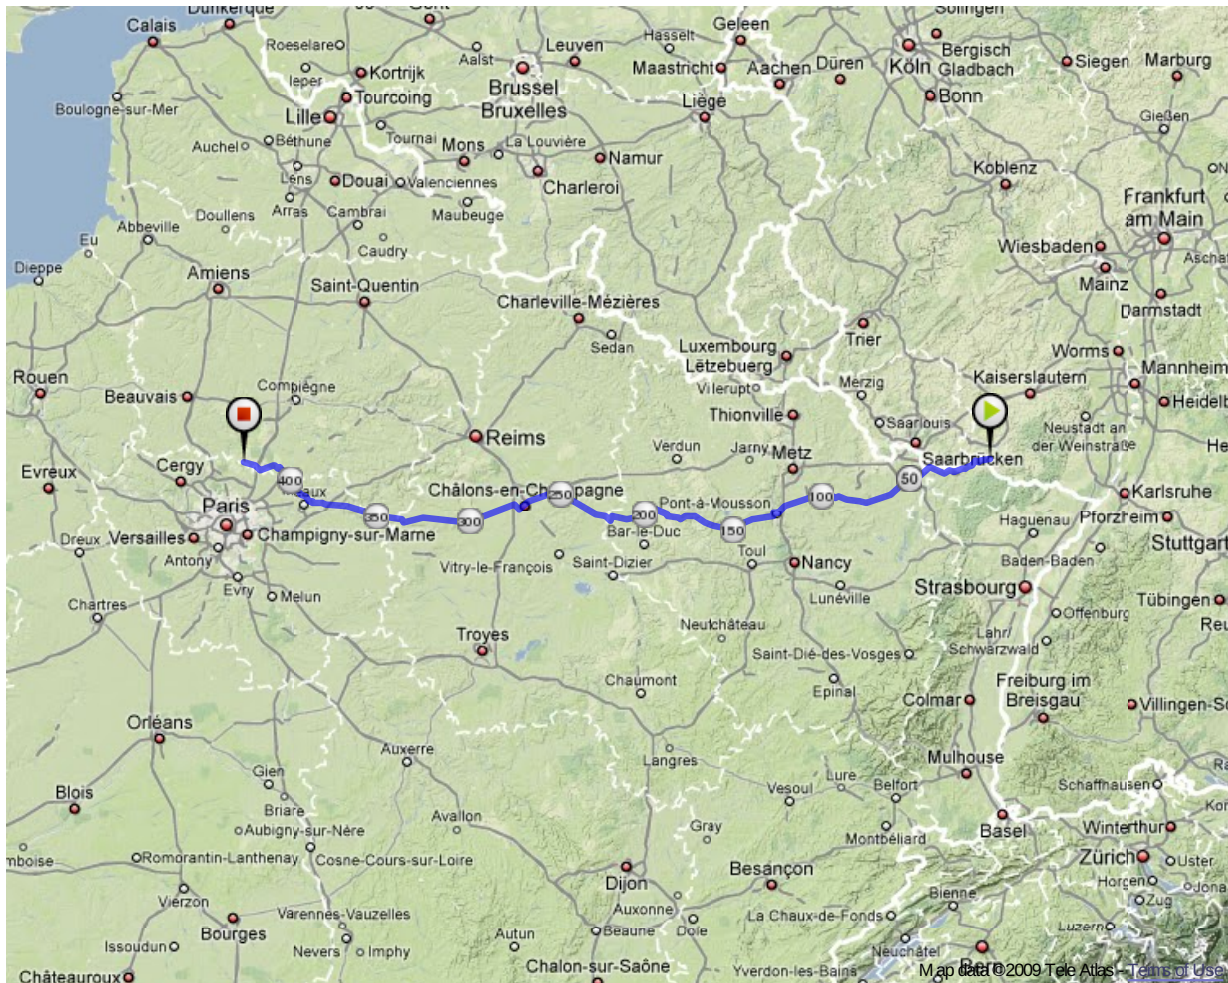 Dunkerque
Gent
Solingen
Calais
Geleen
Roeselare
Leuven
Hasselt
Bergisch
Gladbach
Aalst
Maastricht
Aachen
Düren
Köln
Siegen
Marburg
Ieper
Kortrijk
Brussel
Bruxelles
Boulogne-sur-Mer
Tourcoing
Liège
Bonn
Lille
Gießen
Auchel
Béthune
Tournai
Mons
La Louvière
Namur
Koblenz
Lens
Douai
Valenciennes
Charleroi
Frankfurt
am Main
Arras
Cambrai
Maubeuge
Doullens
Abbeville
Eu
Caudry
Wiesbaden
Dieppe
Amiens
Saint-Quentin
Mainz
Aschaf
Charleville-Mézières
Darmstadt
Sedan
Luxembourg
Lëtzebuerg
Trier
Worms
Rouen
Compiègne
Villerupt
Merzig
Kaiserslautern
Mannheim
Beauvais
Thionville
Saarlouis
Neustadt an
der Weinstraße
Heidelb
Reims
Verdun
Jarny
Metz
Saarbrücken
Evreux
Cergy
400
Meaux
Châlons-en-Champagne
250
Pont-à-Mousson
100
50
Karlsruhe
Paris
350
300
200
150
Haguenau
Pforzheim
Dreux
Versailles
Champigny-sur-Marne
Bar-le-Duc
Stuttgart
Antony
Vitry-le-François
Saint-Dizier
Toul
Nancy
Baden-Baden
Evry
Melun
Lunéville
Strasbourg
Tübingen
Chartres
Offenburg
Reu
Troyes
Neufchâteau
Lahr/
Schwarzwald
Saint-Dié-des-Vosges
Chaumont
Epinal
Freiburg im
Breisgau
Colmar
Villingen-Sc
Orléans
Auxerre
Langres
Mulhouse
Gien
Vesoul
Lure
Belfort
Schaffhausen
Ra
Blois
Briare
Avallon
Kon
Aubigny-sur-Nère
Gray
Montbéliard
Basel
Winterthur
mboise
Romorantin-Lanthenay
Cosne-Cours-sur-Loire
Dijon
Besançon
Zürich
Uster
Vierzon
Horgen
Jona
Bienne
Zug
Varennes-Vauzelles
Auxonne
La Chaux-de-Fonds
Bourges
Luzern
Issoudun
Nevers
Imphy
Autun
Beaune
Dole
Neuchâtel
Châteauroux
Chalon-sur-Saône
Yverdon-les-Bains
Bern
Map data ©2009 Tele Atlas - Terms of Use